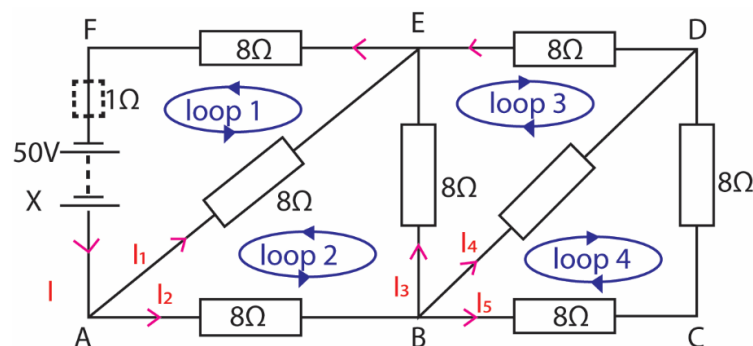 F E D
8Ω 8Ω
1Ω
loop 1 loop 3
50V
X
8Ω 8Ω 8Ω
I₁ I₄
loop 2 loop 4
I I₂ I₃ I₅
8Ω 8Ω
A B C